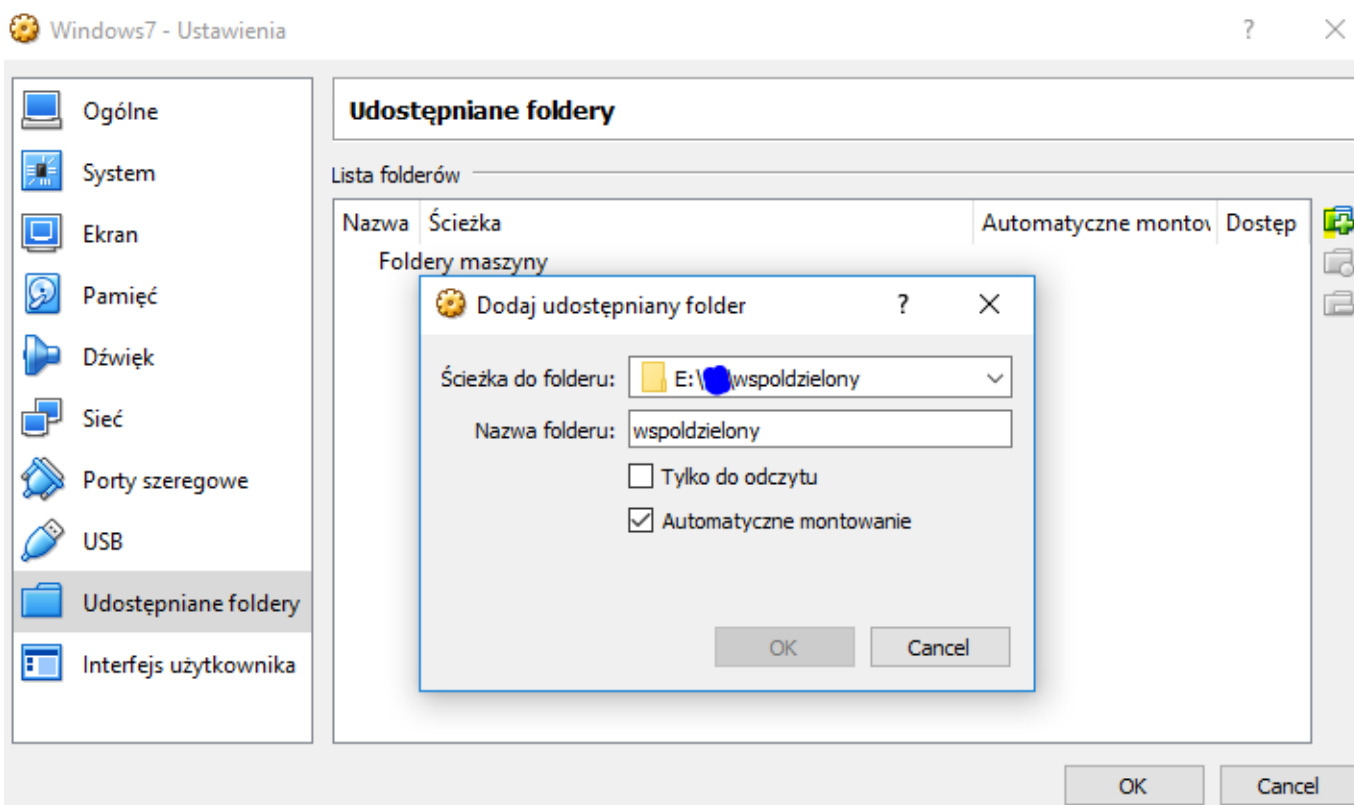 Windows7 - Ustawienia
?
Ogólne
System
Ekran
Pamięć
Dźwięk
Sieć
Porty szeregowe
USB
Udostępniane foldery
Interfejs użytkownika
Udostępniane foldery
Lista folderów
Nazwa Ścieżka Automatyczne montov Dostęp
Foldery maszyny
Dodaj udostępniany folder ?
Ścieżka do folderu: E:\ \wspoldzielony
Nazwa folderu: wspoldzielony
Tylko do odczytu
Automatyczne montowanie
OK Cancel
OK Cancel